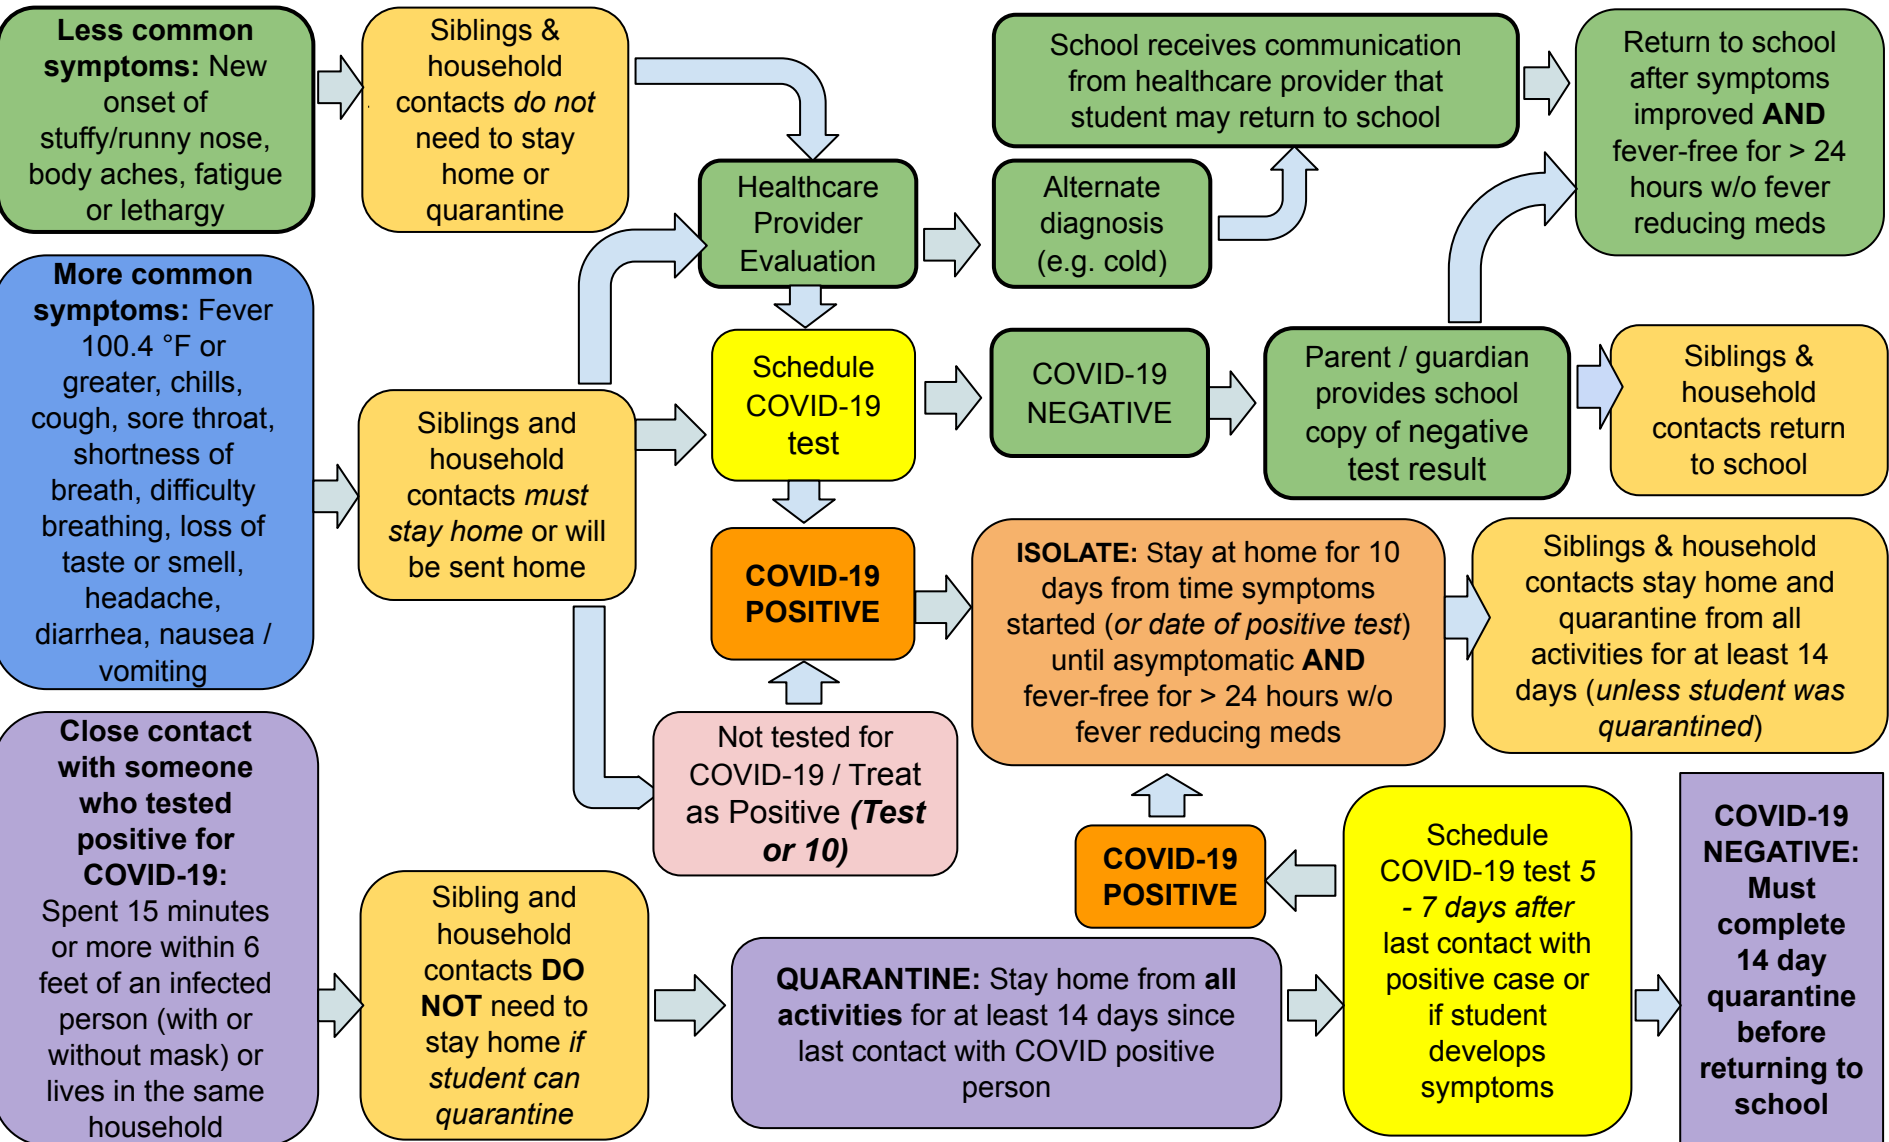 Less common
symptoms: New
onset of
stuffy/runny nose,
body aches, fatigue
or lethargy
Siblings &
household
contacts do not
need to stay
home or
quarantine
Healthcare
Provider
Evaluation
Alternate
diagnosis
(e.g. cold)
School receives communication
from healthcare provider that
student may return to school
Return to school
after symptoms
improved AND
fever-free for > 24
hours w/o fever
reducing meds
More common
symptoms: Fever
100.4 °F or
greater, chills,
cough, sore throat,
shortness of
breath, difficulty
breathing, loss of
taste or smell,
headache,
diarrhea, nausea /
vomiting
Siblings and
household
contacts must
stay home or will
be sent home
Schedule
COVID-19
test
COVID-19
NEGATIVE
Parent / guardian
provides school
copy of negative
test result
Siblings &
household
contacts return
to school
COVID-19
POSITIVE
ISOLATE: Stay at home for 10
days from time symptoms
started (or date of positive test)
until asymptomatic AND
fever-free for > 24 hours w/o
fever reducing meds
Siblings & household
contacts stay home and
quarantine from all
activities for at least 14
days (unless student was
quarantined)
Not tested for
COVID-19 / Treat
as Positive (Test
or 10)
Close contact
with someone
who tested
positive for
COVID-19:
Spent 15 minutes
or more within 6
feet of an infected
person (with or
without mask) or
lives in the same
household
Sibling and
household
contacts DO
NOT need to
stay home if
student can
quarantine
QUARANTINE: Stay home from all
activities for at least 14 days since
last contact with COVID positive
person
COVID-19
POSITIVE
Schedule
COVID-19 test 5
- 7 days after
last contact with
positive case or
if student
develops
symptoms
COVID-19
NEGATIVE:
Must
complete
14 day
quarantine
before
returning to
school